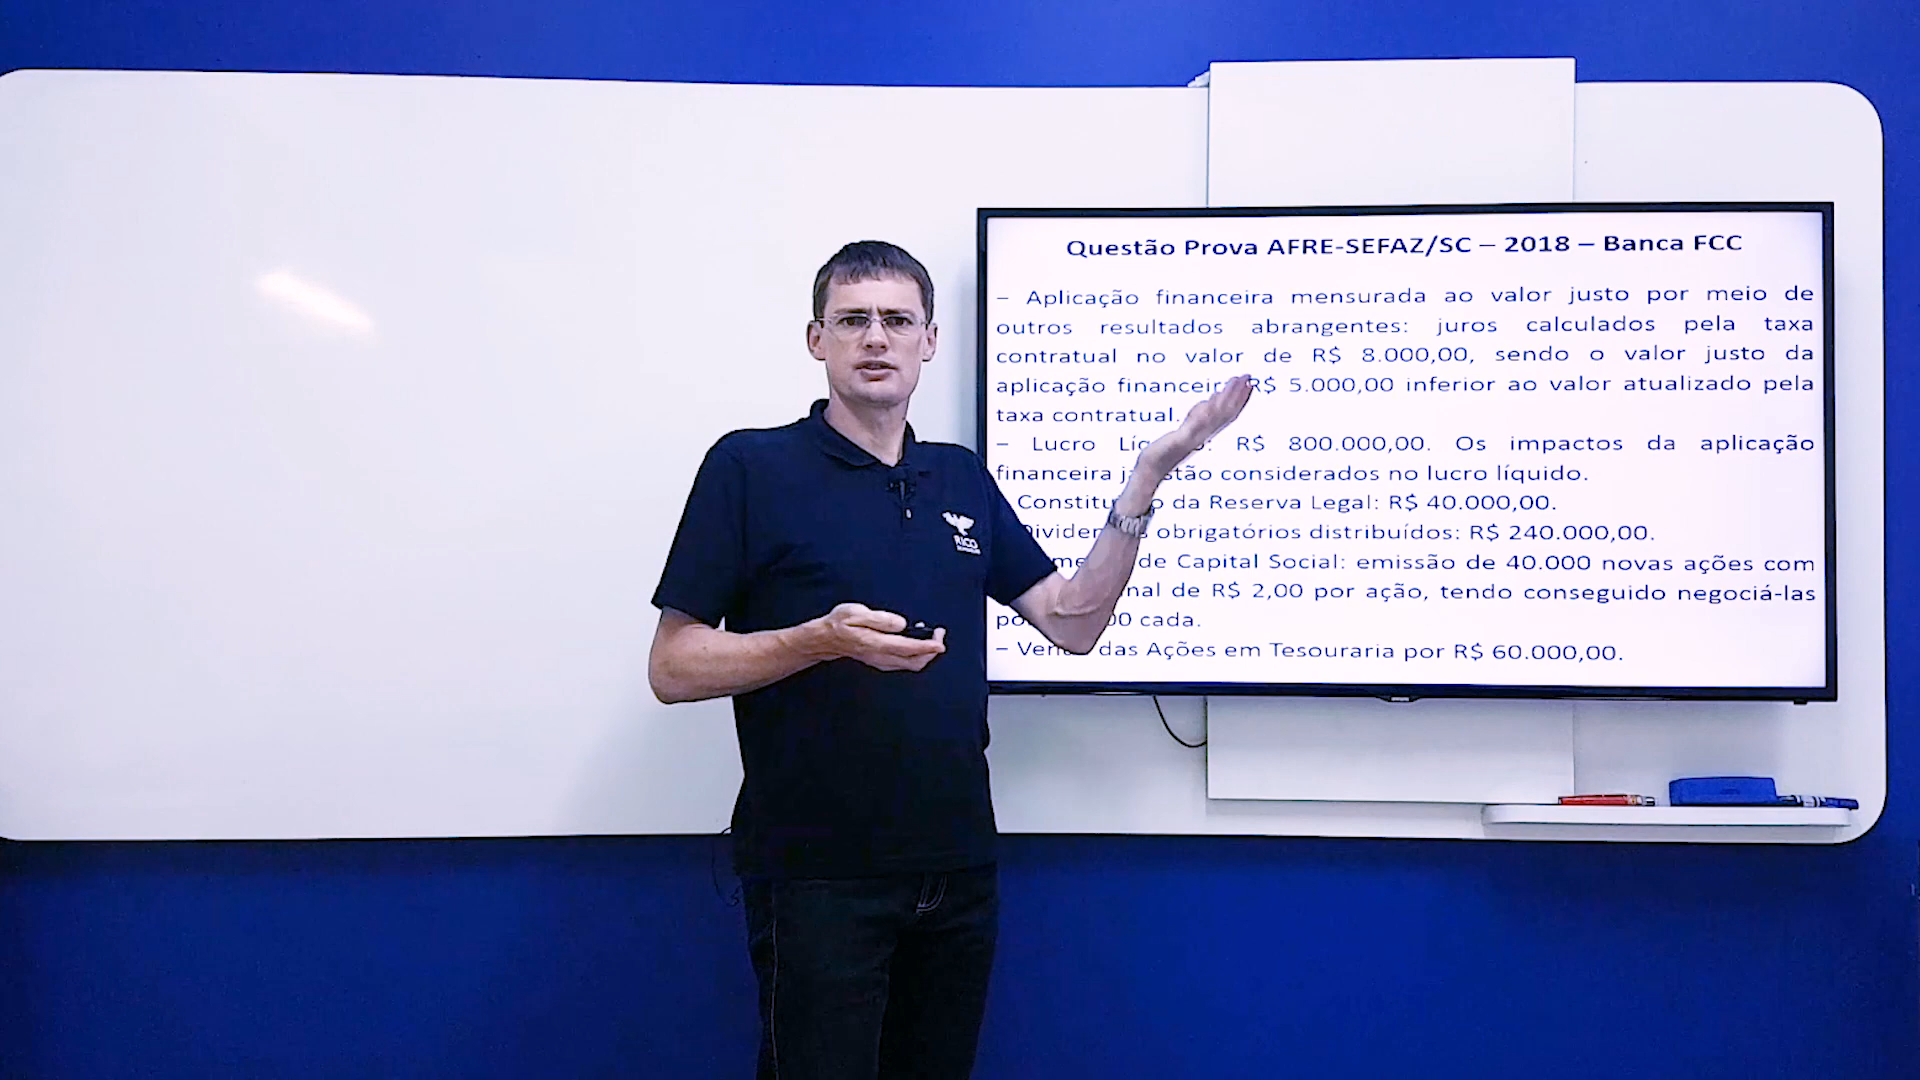 Questão Prova AFRE-SEFAZ/SC – 2018 – Banca FCC
– Aplicação financeira mensurada ao valor justo por meio de
outros resultados abrangentes: juros calculados pela taxa
contratual no valor de R$ 8.000,00, sendo o valor justo da
aplicação R$ 5.000,00 inferior ao valor atualizado pela
taxa contratual.
– Lucro R$ 800.000,00. Os impactos da aplicação
financeira considerados no lucro líquido.
da Reserva Legal: R$ 40.000,00.
obrigatórios distribuídos: R$ 240.000,00.
de Capital Social: emissão de 40.000 novas ações com
de R$ 2,00 por ação, tendo conseguido negociá-las
cada.
– das Ações em Tesouraria por R$ 60.000,00.
RICO